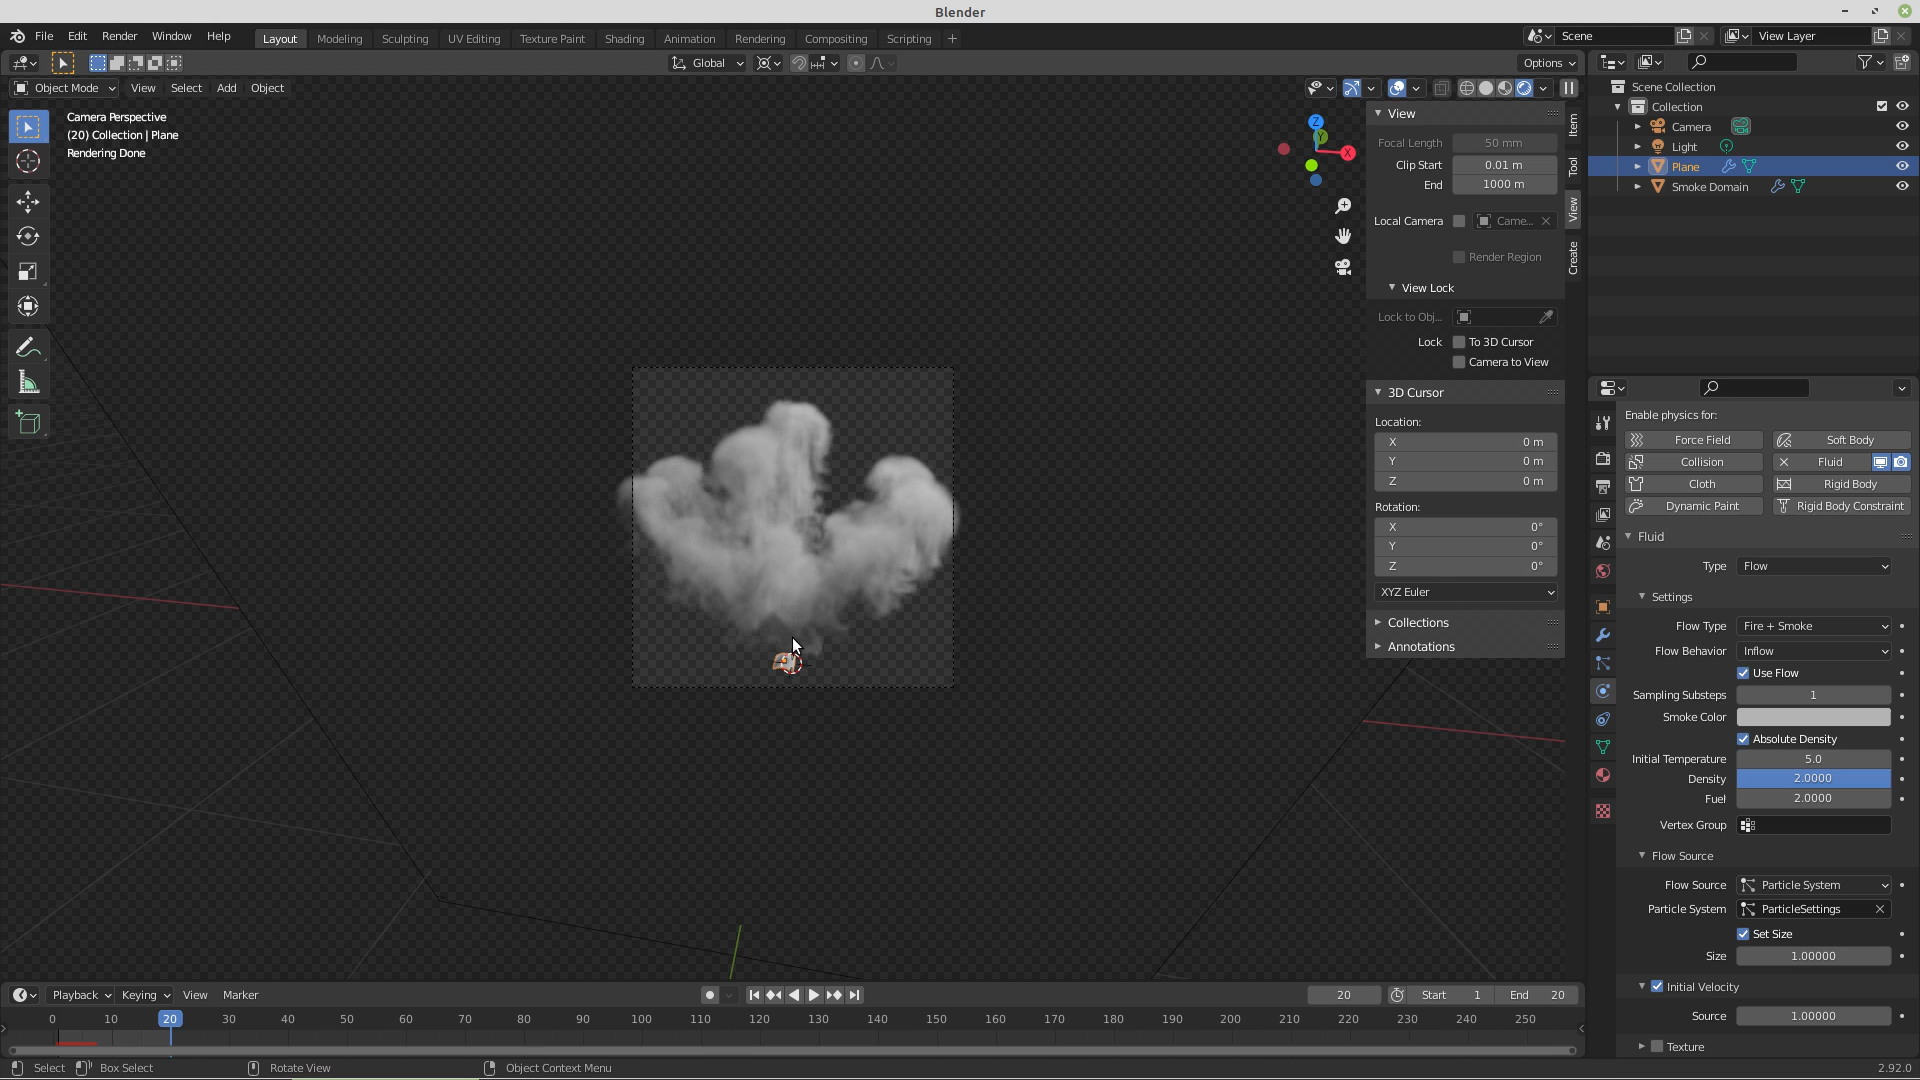 Blender
File Edit Render Window Help
Layout Modeling Sculpting UV Editing Texture Paint Shading Animation Rendering Compositing Scripting +
Scene
View Layer
Global
Options
Object Mode View Select Add Object
Camera Perspective
(20) Collection | Plane
Rendering Done
Z
Y
X
View
Focal Length 50 mm
Clip Start 0.01 m
End 1000 m
Local Camera Came...
Render Region
View Lock
Lock to Obj...
Lock To 3D Cursor
Camera to View
3D Cursor
Location:
X 0 m
Y 0 m
Z 0 m
Rotation:
X 0°
Y 0°
Z 0°
XYZ Euler
Collections
Annotations
Item
Tool
View
Create
Scene Collection
Collection
Camera
Light
Plane
Smoke Domain
Enable physics for:
Force Field Soft Body
Collision Fluid
Cloth Rigid Body
Dynamic Paint Rigid Body Constraint
Fluid
Type Flow
Settings
Flow Type Fire + Smoke
Flow Behavior Inflow
Use Flow
Sampling Substeps 1
Smoke Color
Absolute Density
Initial Temperature 5.0
Density 2.0000
Fuel 2.0000
Vertex Group
Flow Source
Flow Source Particle System
Particle System ParticleSettings
Set Size
Size 1.00000
Initial Velocity
Source 1.00000
Texture
Playback Keying View Marker
20 Start 1 End 20
0 10 20 30 40 50 60 70 80 90 100 110 120 130 140 150 160 170 180 190 200 210 220 230 240 250
Select Box Select Rotate View Object Context Menu 2.92.0